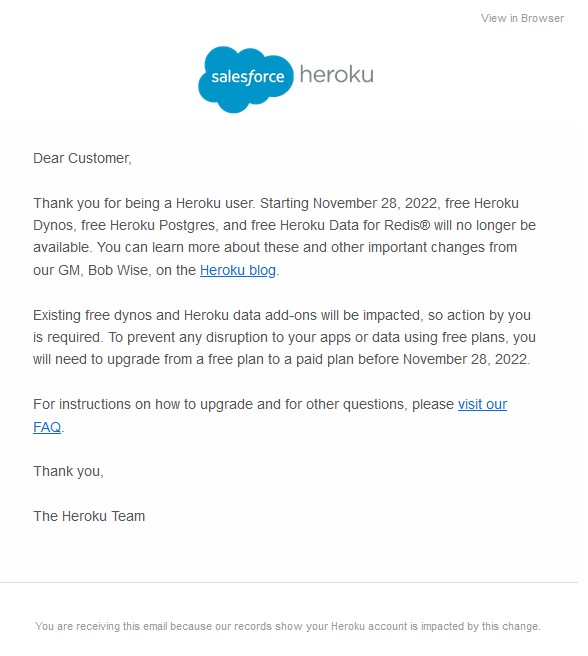 View in Browser
salesforce heroku
Dear Customer,
Thank you for being a Heroku user. Starting November 28, 2022, free Heroku
Dynos, free Heroku Postgres, and free Heroku Data for Redis® will no longer be
available. You can learn more about these and other important changes from
our GM, Bob Wise, on the Heroku blog.
Existing free dynos and Heroku data add-ons will be impacted, so action by you
is required. To prevent any disruption to your apps or data using free plans, you
will need to upgrade from a free plan to a paid plan before November 28, 2022.
For instructions on how to upgrade and for other questions, please visit our
FAQ.
Thank you,
The Heroku Team
You are receiving this email because our records show your Heroku account is impacted by this change.